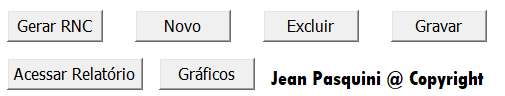 Gerar RNC Novo Excluir Gravar
Acessar Relatório Gráficos Jean Pasquini @ Copyright